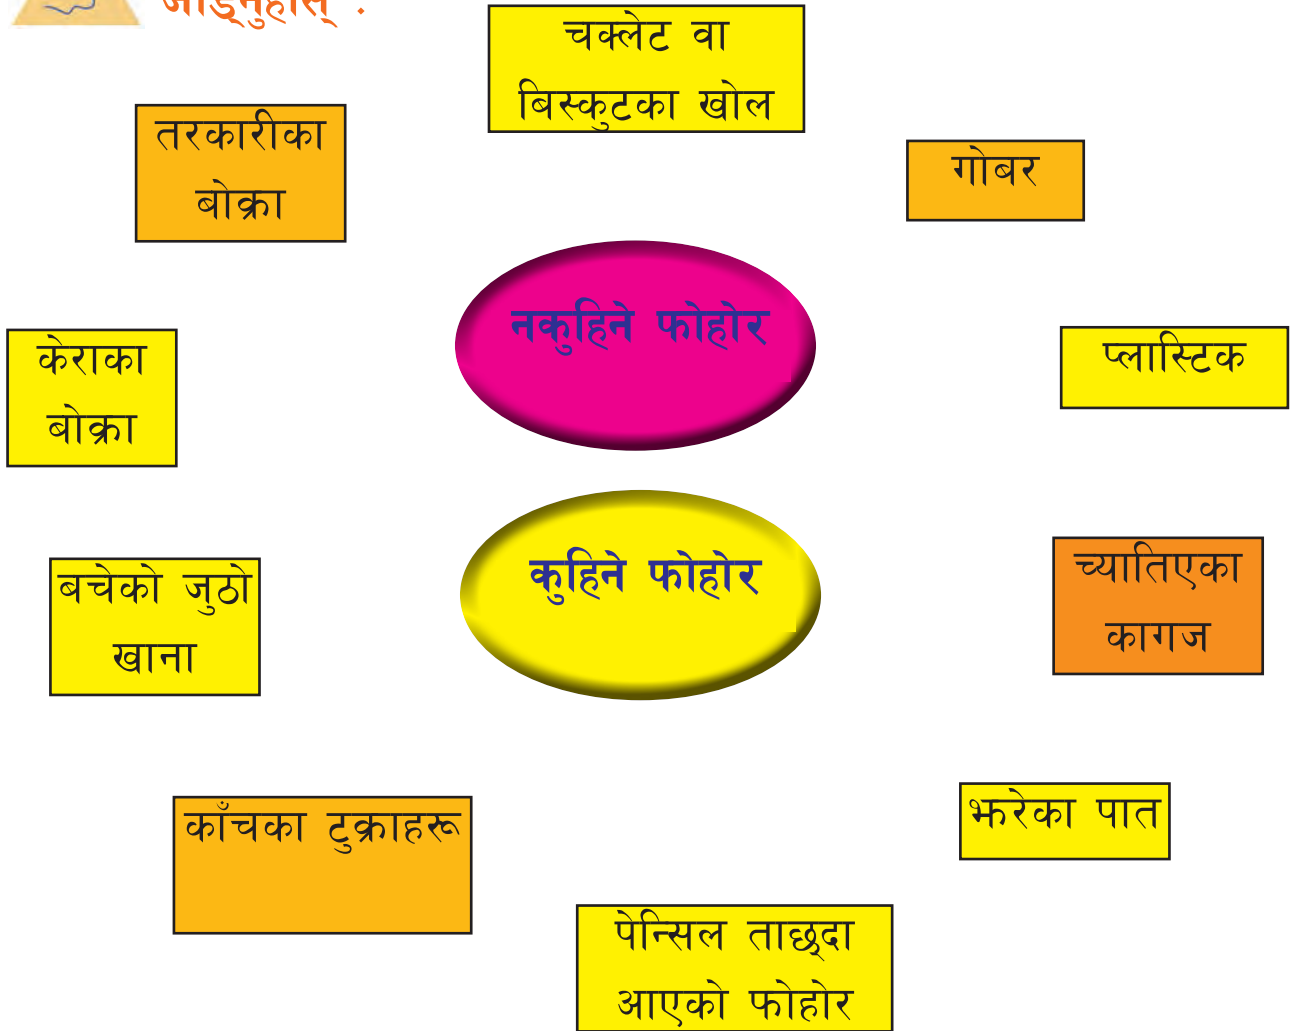 जोड्नुहोस् :
चक्लेट वा
बिस्कुटका खोल
तरकारीका
बोक्रा
गोबर
नकुहिने फोहोर
केराका
बोक्रा
प्लास्टिक
कुहिने फोहोर
च्यातिएका
कागज
बचेको जुठो
खाना
झरेका पात
काँचका टुक्राहरू
पेन्सिल ताछ्दा
आएको फोहोर